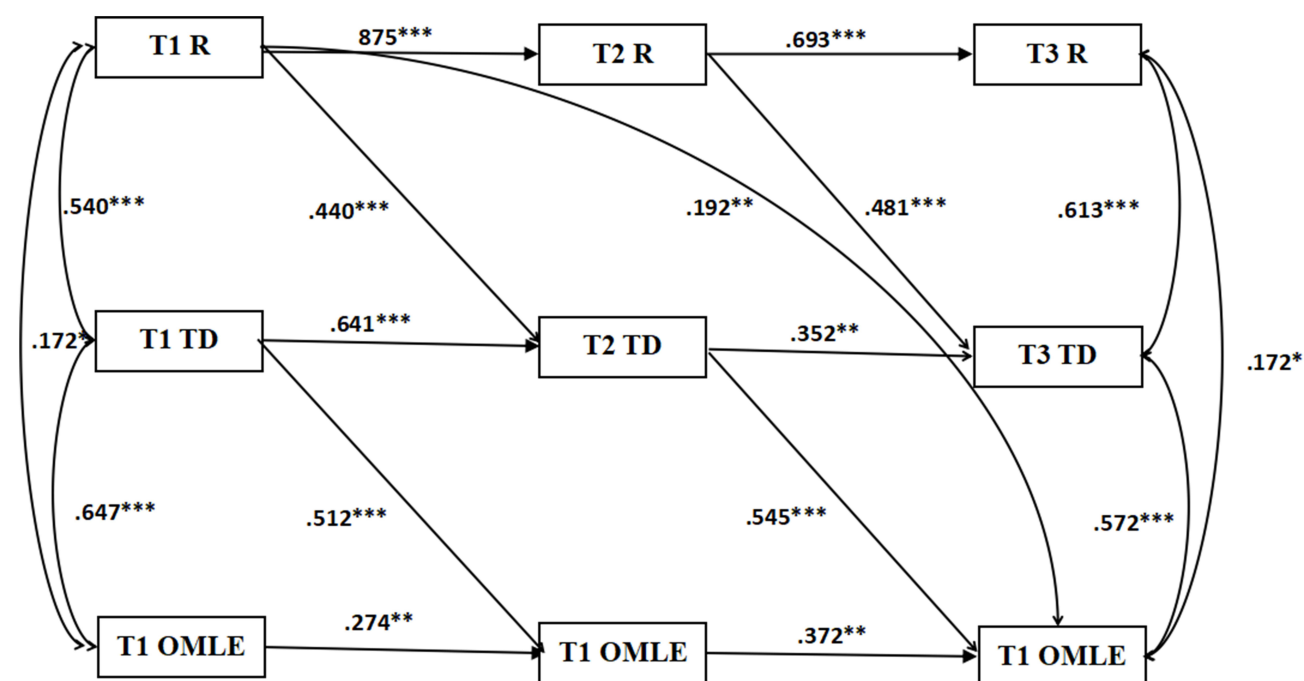 T1 R
875***
T2 R
.693***
T3 R
.540***
.440***
.192**
.481***
.613***
.172*
T1 TD
.641***
T2 TD
.352**
T3 TD
.172*
.647***
.512***
.545***
.572***
T1 OMLE
.274**
T1 OMLE
.372**
T1 OMLE